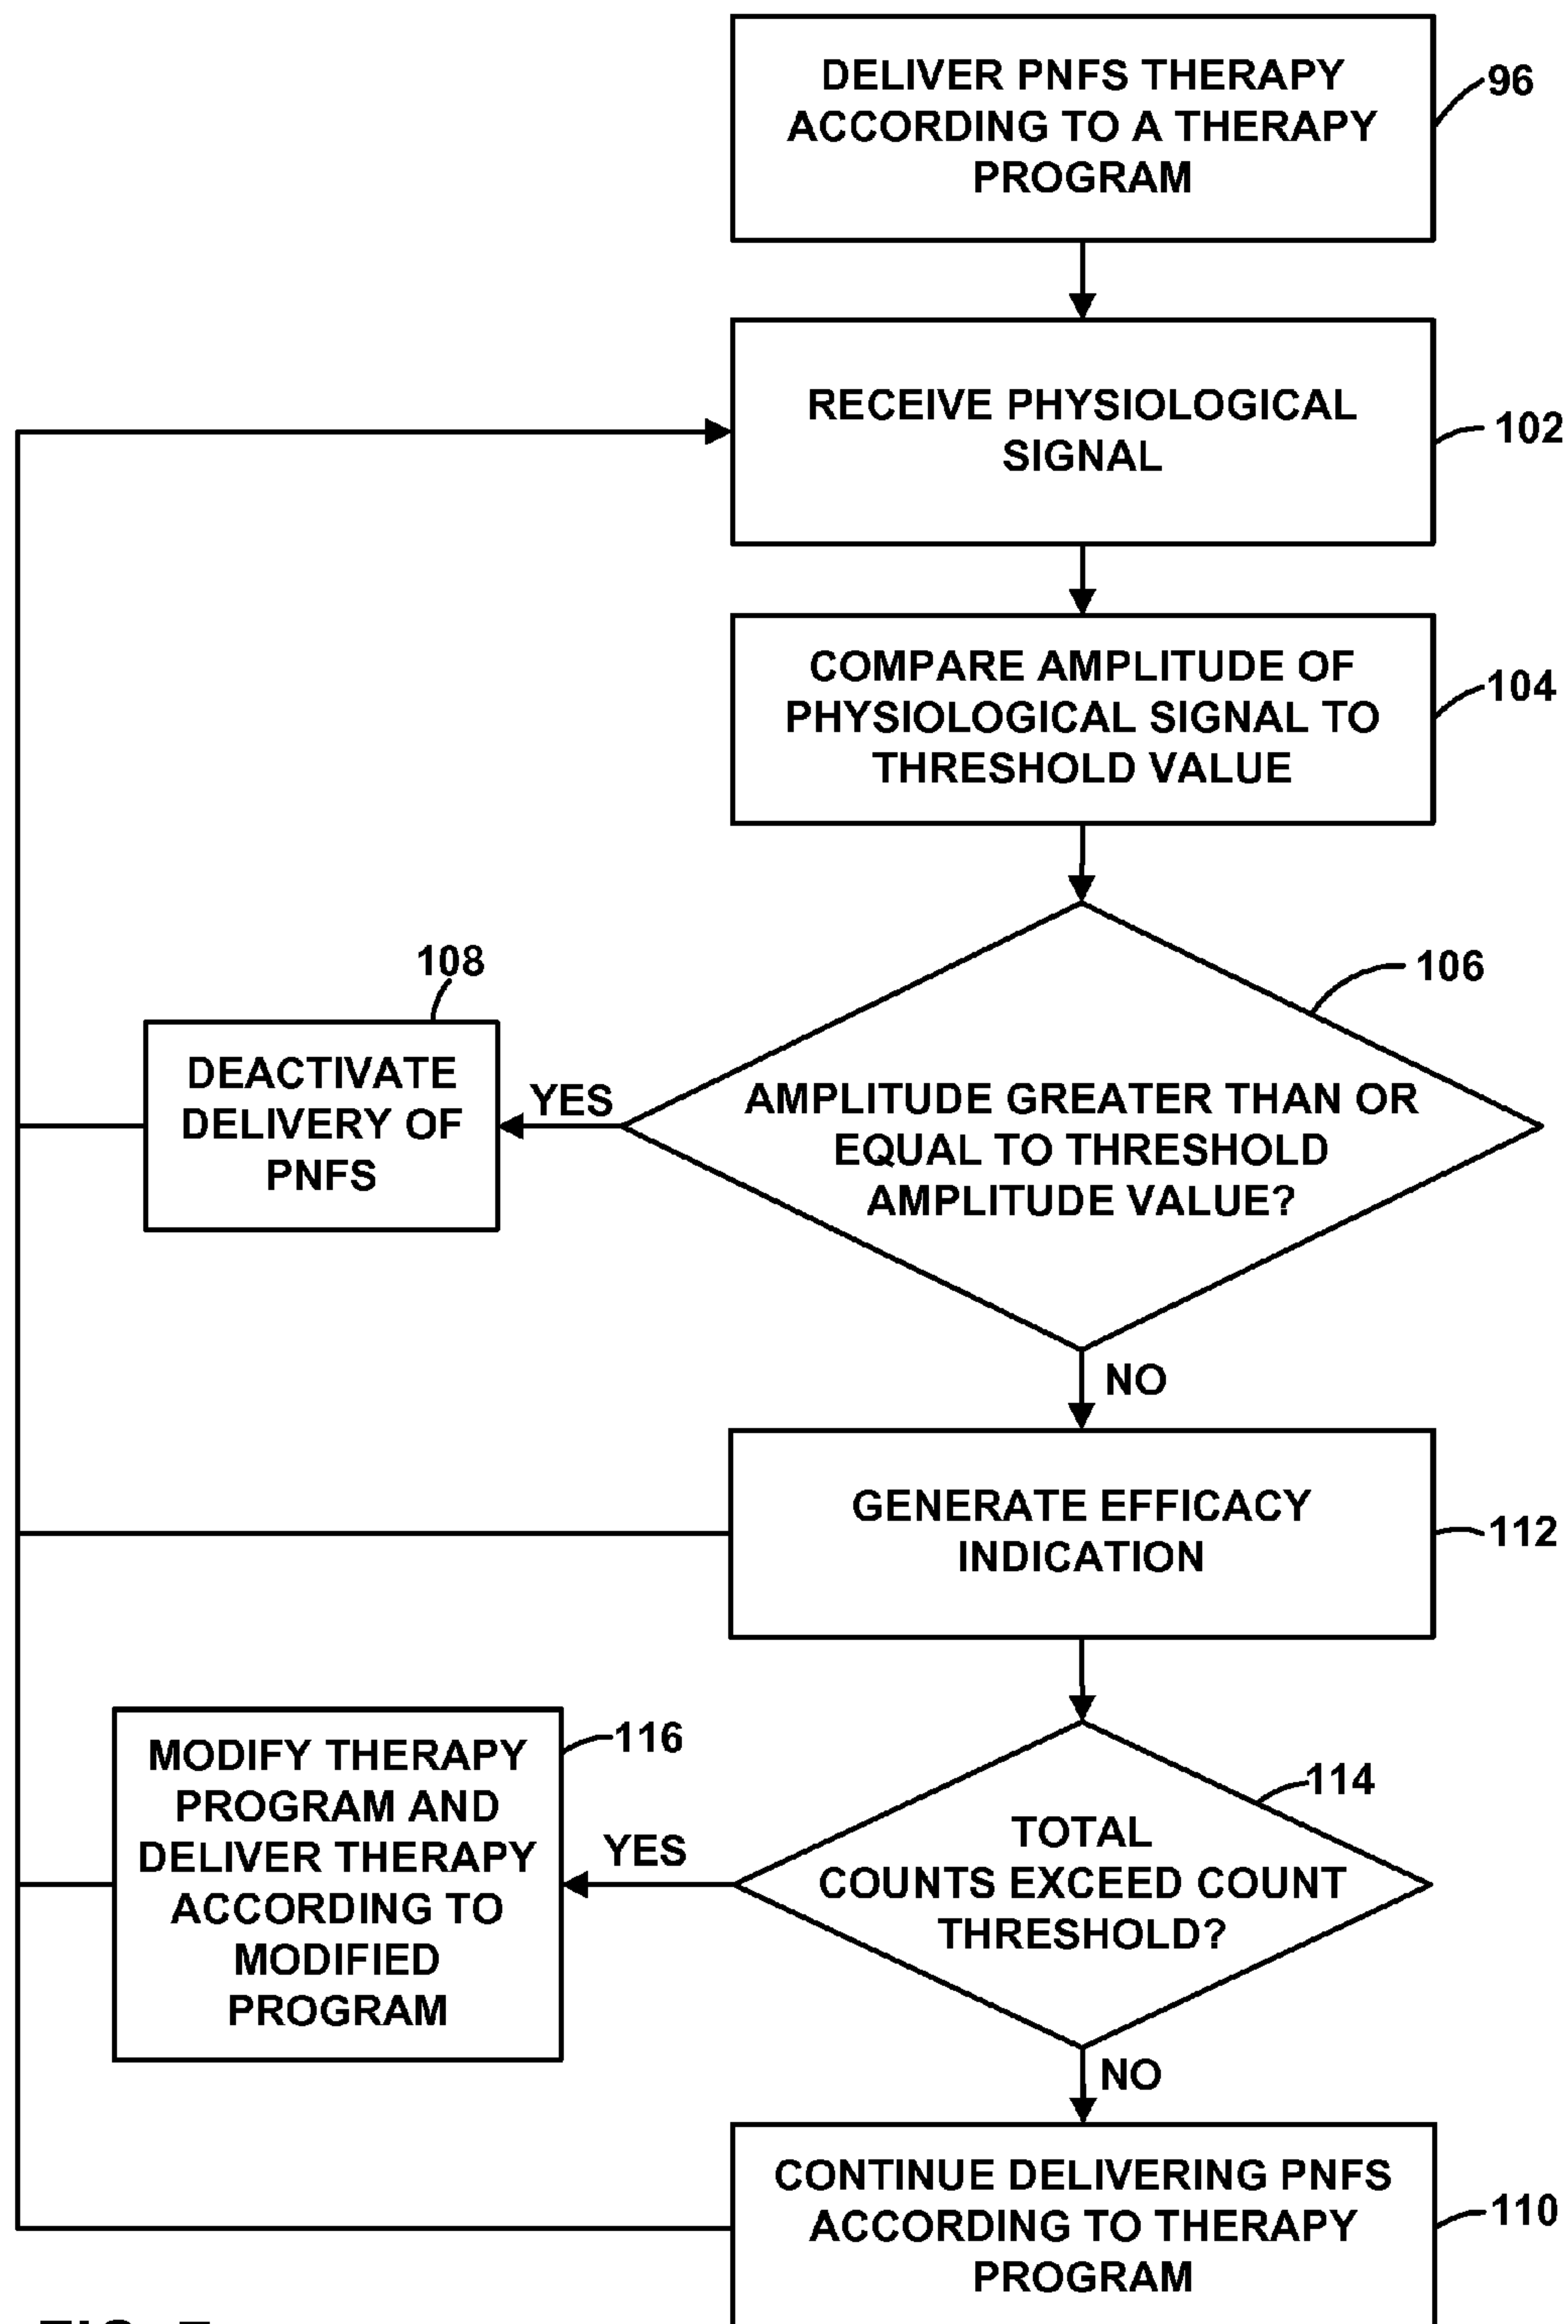 DELIVER PNFS THERAPY
ACCORDING TO A THERAPY
PROGRAM
96
RECEIVE PHYSIOLOGICAL
SIGNAL
102
COMPARE AMPLITUDE OF
PHYSIOLOGICAL SIGNAL TO
THRESHOLD VALUE
104
106
AMPLITUDE GREATER THAN OR
EQUAL TO THRESHOLD
AMPLITUDE VALUE?
YES
108
DEACTIVATE
DELIVERY OF
PNFS
NO
GENERATE EFFICACY
INDICATION
112
114
TOTAL
COUNTS EXCEED COUNT
THRESHOLD?
YES
116
MODIFY THERAPY
PROGRAM AND
DELIVER THERAPY
ACCORDING TO
MODIFIED
PROGRAM
NO
CONTINUE DELIVERING PNFS
ACCORDING TO THERAPY
PROGRAM
110